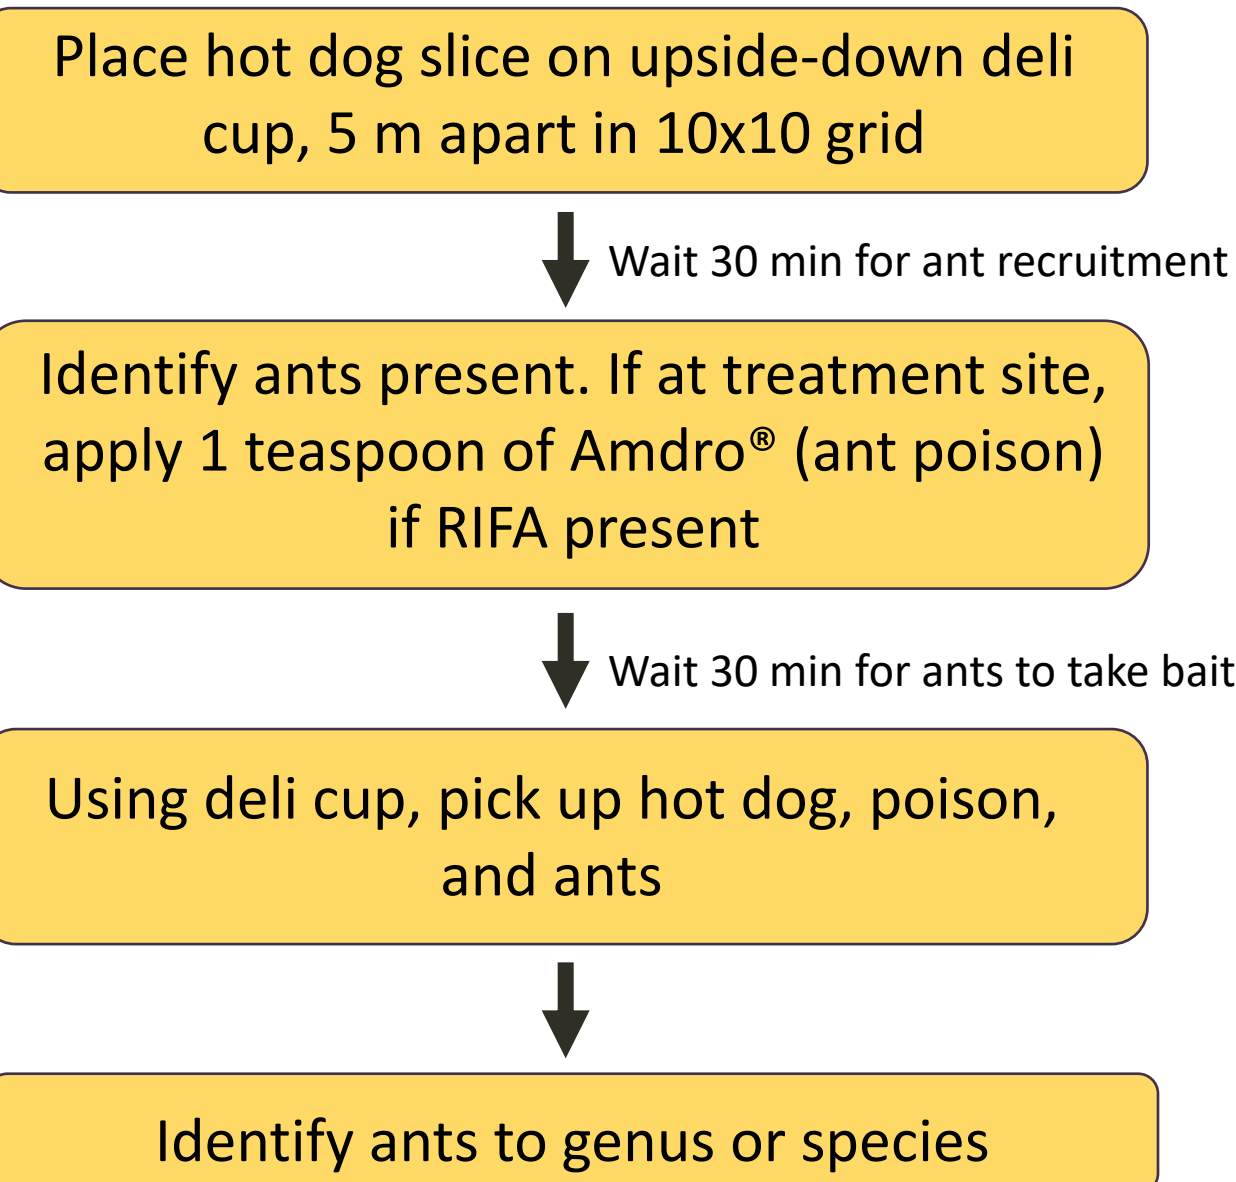 Place hot dog slice on upside-down deli
cup, 5 m apart in 10x10 grid
Wait 30 min for ant recruitment
Identify ants present. If at treatment site,
apply 1 teaspoon of Amdro® (ant poison)
if RIFA present
Wait 30 min for ants to take bait
Using deli cup, pick up hot dog, poison,
and ants
Identify ants to genus or species